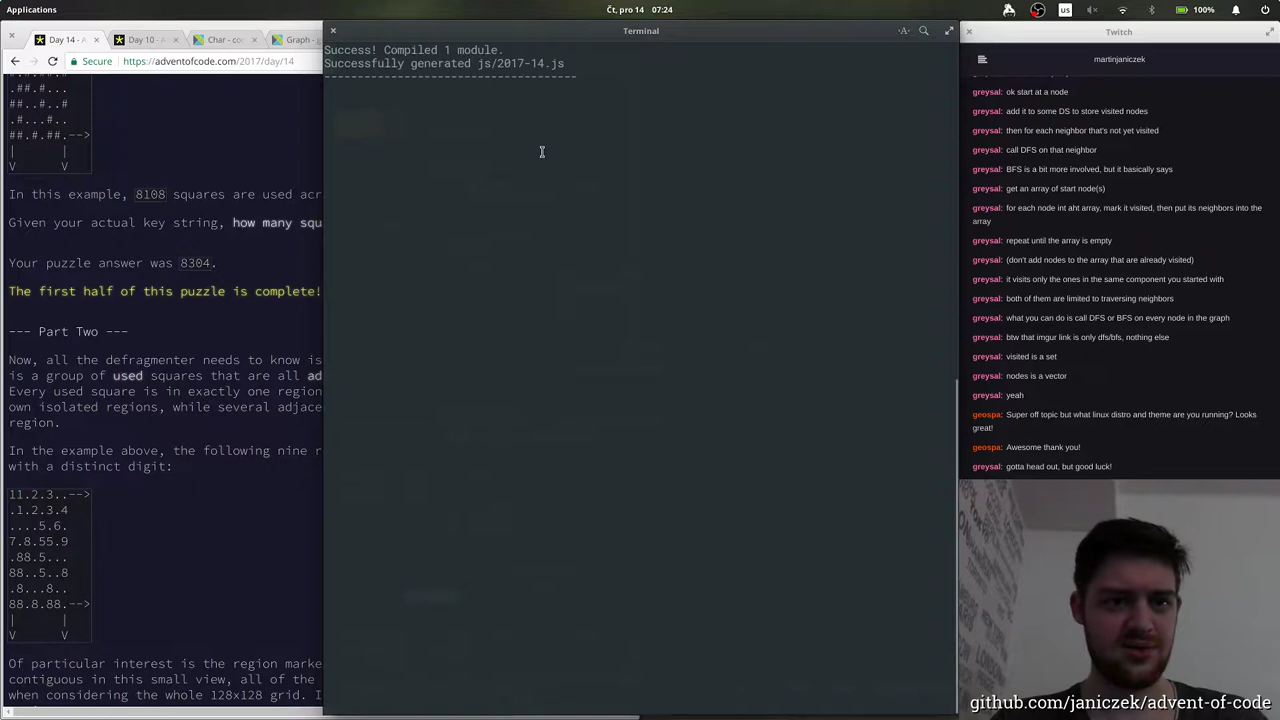 Applications
Čt, pro 14 07:24
us
100%
Day 14 - A
Day 10 - A
Char - co
Graph -
Secure
https://adventofcode.com/2017/day/14
.##.#...
##..#..#
.#...#..
##.#.##.-->
|      |
V      V
In this example, 8108 squares are used acr
Given your actual key string, how many squ
Your puzzle answer was 8304.
The first half of this puzzle is complete!
--- Part Two ---
Now, all the defragmenter needs to know is
is a group of used squares that are all ad
Every used square is in exactly one region
own isolated regions, while several adjace
region.
In the example above, the following nine r
with a distinct digit:
11.2.3..-->
.1.2.3.4
....5.6.
7.8.55.9
.88.5...
88..5..8
.8...8..
88.8.88.-->
|      |
V      V
Of particular interest is the region marke
contiguous in this small view, all of the
when considering the whole 128x128 grid. I
Terminal
-A-
Success! Compiled 1 module.
Successfully generated js/2017-14.js
--------------------------------------
Twitch
martinjaniczek
greysal: ok start at a node
greysal: add it to some DS to store visited nodes
greysal: then for each neighbor that's not yet visited
greysal: call DFS on that neighbor
greysal: BFS is a bit more involved, but it basically says
greysal: get an array of start node(s)
greysal: for each node int aht array, mark it visited, then put its neighbors into the
array
greysal: repeat until the array is empty
greysal: (don't add nodes to the array that are already visited)
greysal: it visits only the ones in the same component you started with
greysal: both of them are limited to traversing neighbors
greysal: what you can do is call DFS or BFS on every node in the graph
greysal: btw that imgur link is only dfs/bfs, nothing else
greysal: visited is a set
greysal: nodes is a vector
greysal: yeah
geospa: Super off topic but what linux distro and theme are you running? Looks
great!
geospa: Awesome thank you!
greysal: gotta head out, but good luck!
github.com/janiczek/advent-of-code